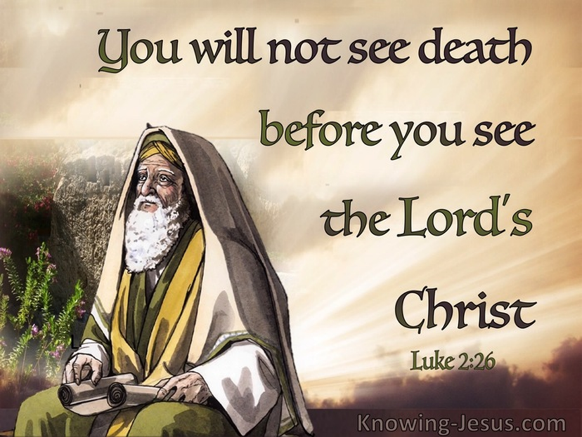 You will not see death
before you see
the Lord's
Christ
Luke 2:26
Knowing-Jesus.com